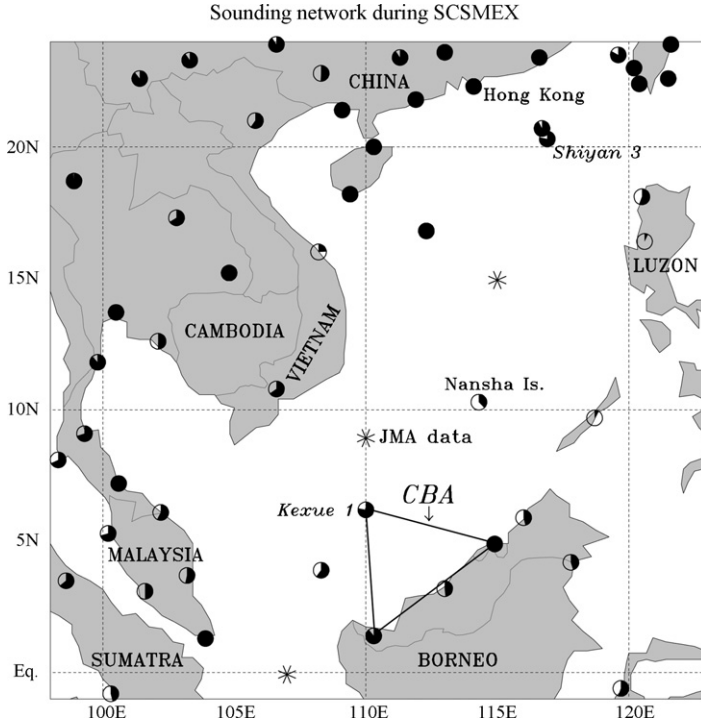 Sounding network during SCSMEX
CHINA
Hong Kong
20N
Shiyan 3
15N
LUZON
CAMBODIA
VIETNAM
Nansha Is.
10N
JMA data
CBA
Kexue 1
5N
MALAYSIA
Eq.
SUMATRA
BORNEO
100E
105E
110E
115E
120E